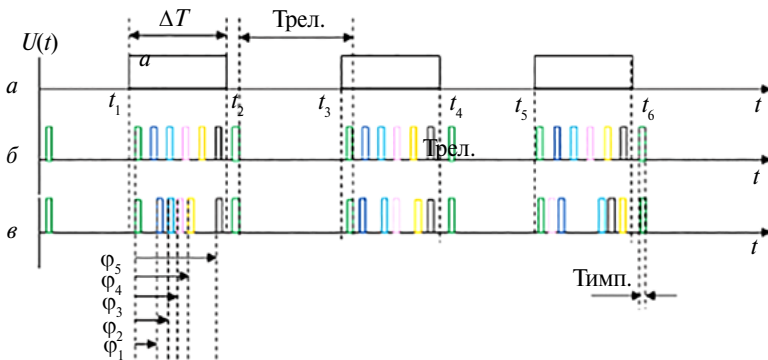 ΔT
Трел.
U(t)
a
а
t₁
t₂
t₃
t₄
t₅
t₆
t
б
Трел.
t
в
t
φ₅
φ₄
φ₃
φ₂
φ₁
Тимп.